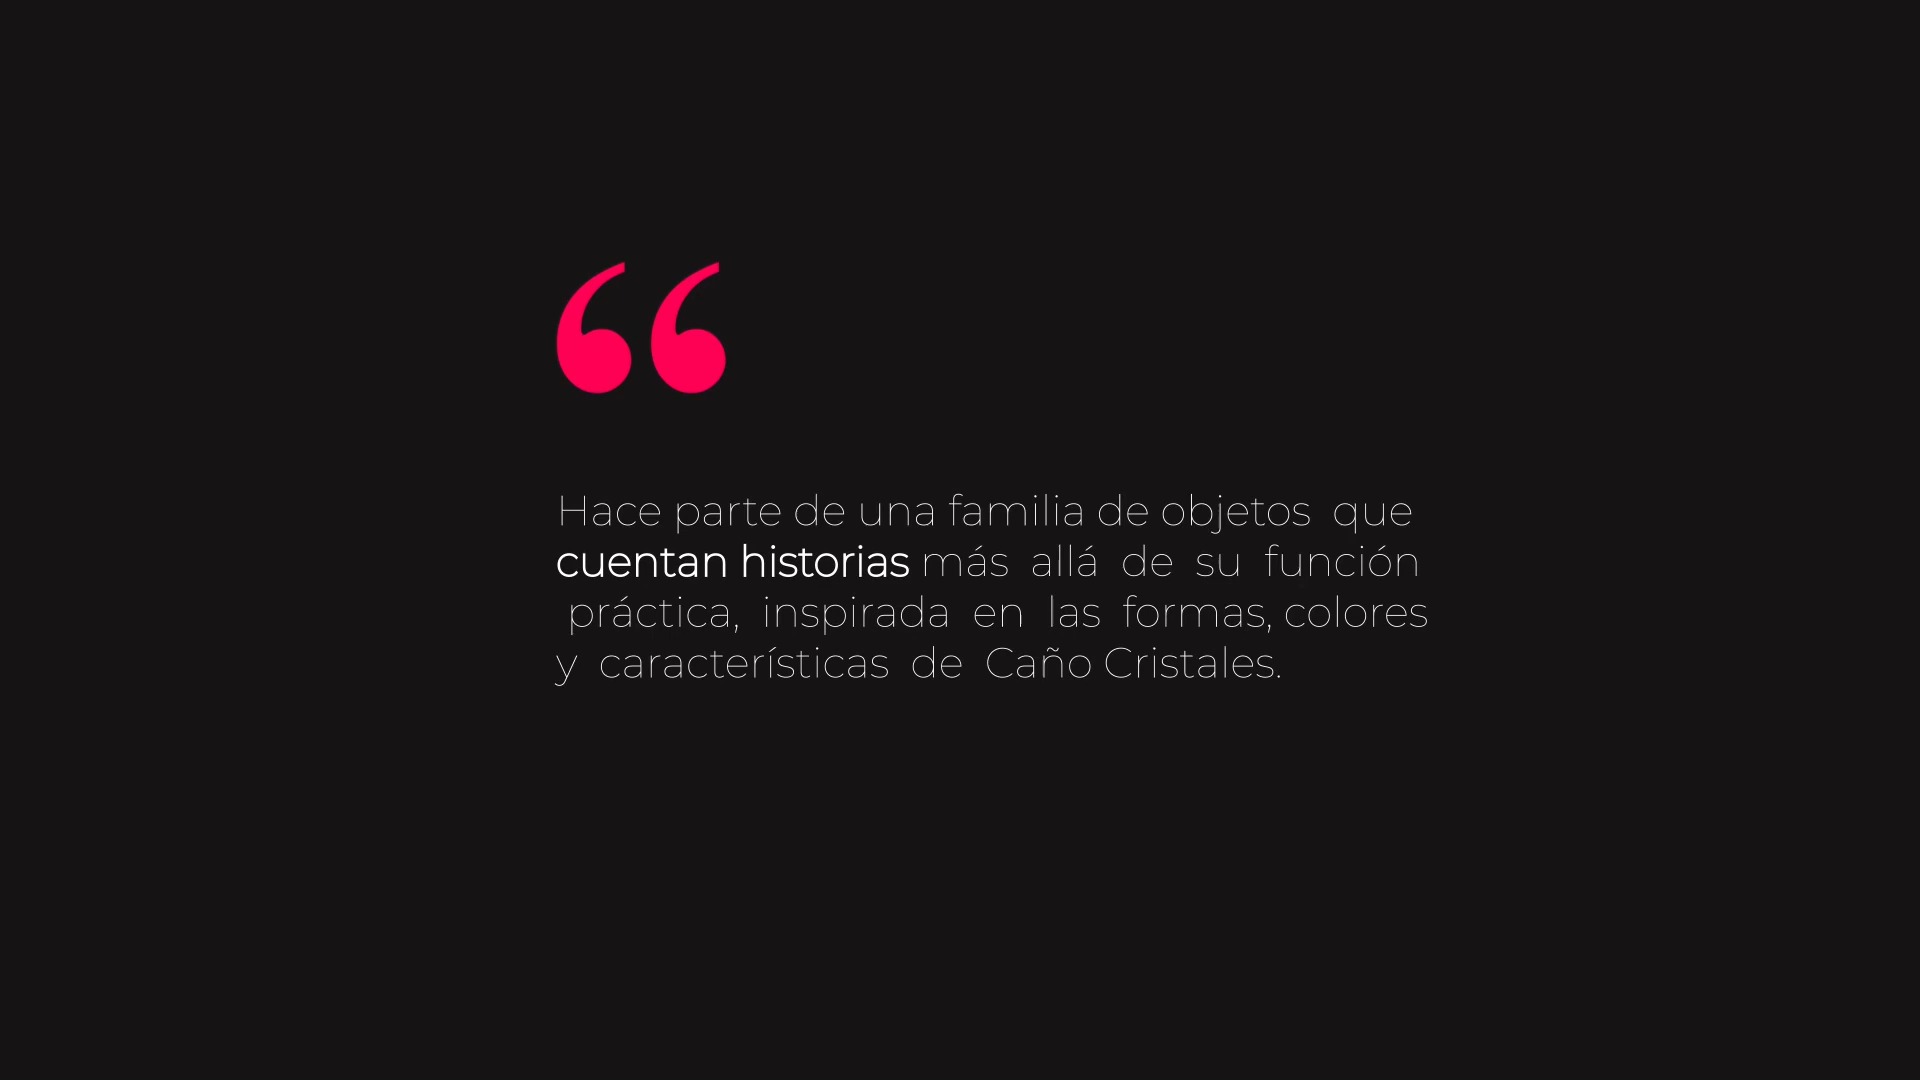 “
Hace parte de una familia de objetos que
cuentan historias más allá de su función
práctica, inspirada en las formas, colores
y características de Caño Cristales.